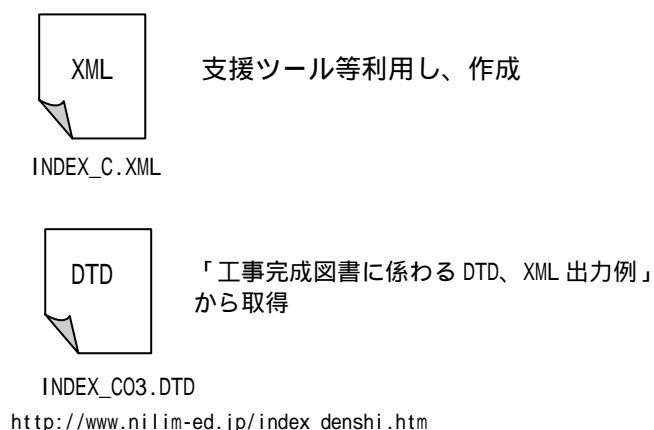 XML
支援ツール等利用し、作成
INDEX_C.XML
DTD
「工事完成図書に係わる DTD、XML 出力例」
から取得
INDEX_C03.DTD
http://www.nilim-ed.jp/index_denshi.htm